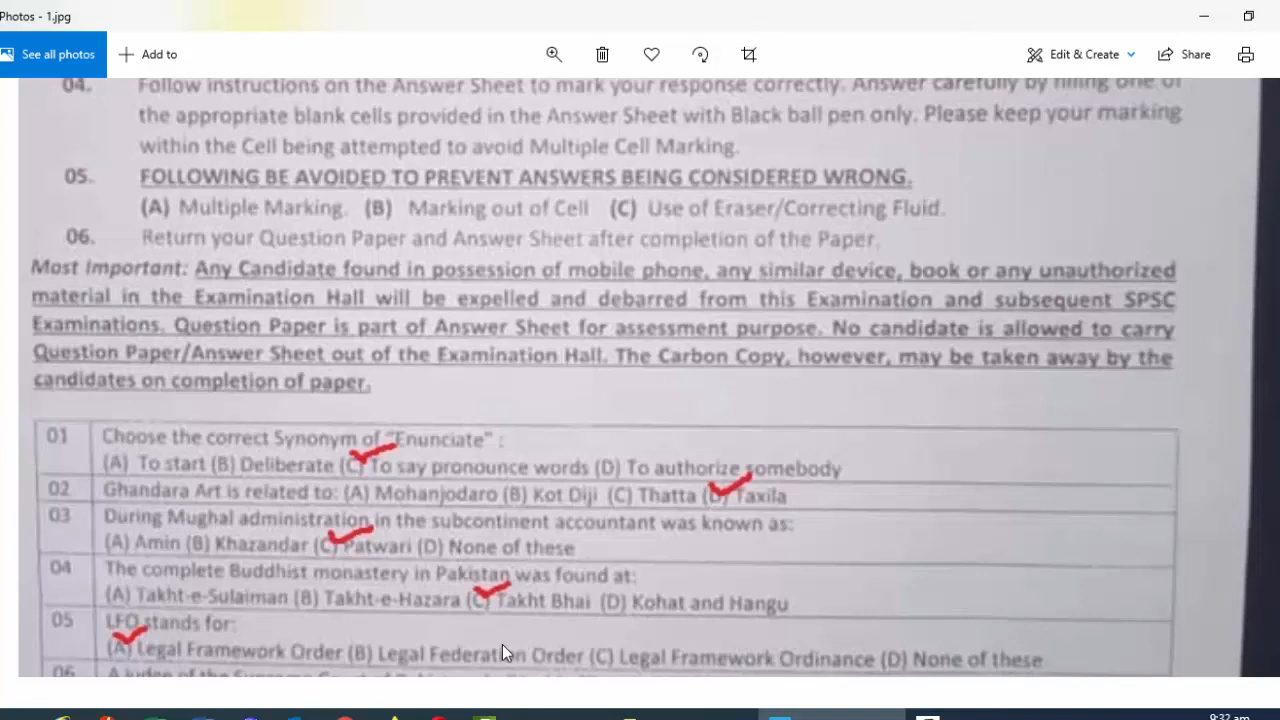 Photos - 1.jpg
See all photos
Add to
Edit & Create
Share
04. Follow instructions on the Answer Sheet to mark your response correctly. Answer carefully by filling one of
the appropriate blank cells provided in the Answer Sheet with Black ball pen only. Please keep your marking
within the Cell being attempted to avoid Multiple Cell Marking.
05. FOLLOWING BE AVOIDED TO PREVENT ANSWERS BEING CONSIDERED WRONG.
(A) Multiple Marking. (B) Marking out of Cell (C) Use of Eraser/Correcting Fluid.
06. Return your Question Paper and Answer Sheet after completion of the Paper.
Most Important: Any Candidate found in possession of mobile phone, any similar device, book or any unauthorized
material in the Examination Hall will be expelled and debarred from this Examination and subsequent SPSC
Examinations. Question Paper is part of Answer Sheet for assessment purpose. No candidate is allowed to carry
Question Paper/Answer Sheet out of the Examination Hall. The Carbon Copy, however, may be taken away by the
candidates on completion of paper.
01 Choose the correct Synonym of "Enunciate" :
(A) To start (B) Deliberate (C) To say pronounce words (D) To authorize somebody
02 Ghandara Art is related to: (A) Mohanjodaro (B) Kot Diji (C) Thatta (D) Taxila
03 During Mughal administration in the subcontinent accountant was known as:
(A) Amin (B) Khazandar (C) Patwari (D) None of these
04 The complete Buddhist monastery in Pakistan was found at:
(A) Takht-e-Sulaiman (B) Takht-e-Hazara (C) Takht Bhai (D) Kohat and Hangu
05 LFO stands for:
(A) Legal Framework Order (B) Legal Federation Order (C) Legal Framework Ordinance (D) None of these
06 A judge of the Supreme Court of
9:32 am